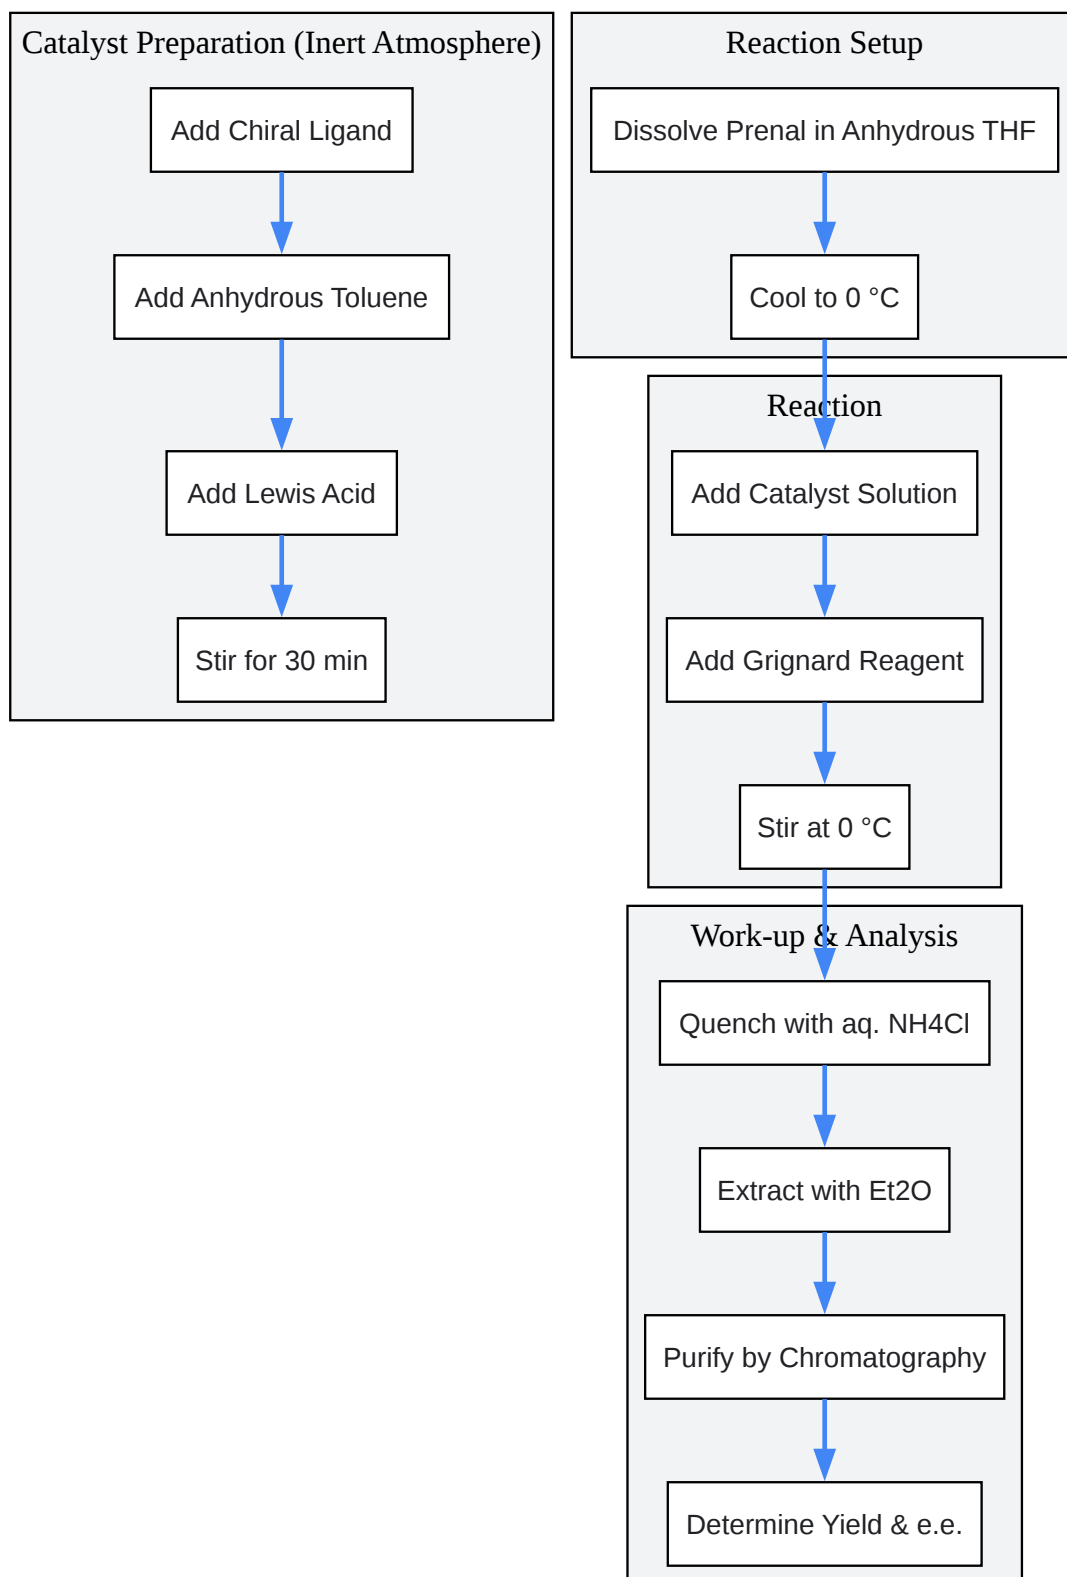 Catalyst Preparation (Inert Atmosphere)
Add Chiral Ligand
Add Anhydrous Toluene
Add Lewis Acid
Stir for 30 min
Reaction Setup
Dissolve Prenal in Anhydrous THF
Cool to 0 °C
Reaction
Add Catalyst Solution
Add Grignard Reagent
Stir at 0 °C
Work-up & Analysis
Quench with aq. NH4Cl
Extract with Et2O
Purify by Chromatography
Determine Yield & e.e.